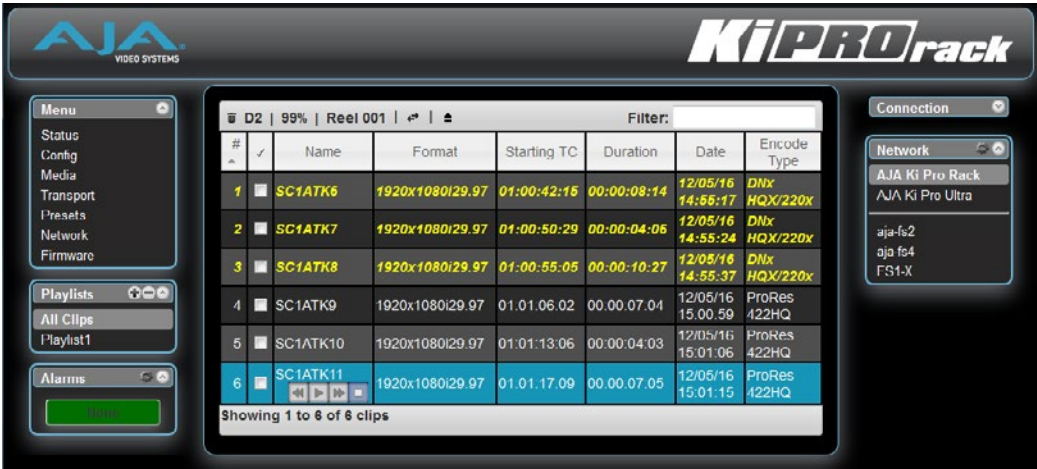 AJA
VIDEO SYSTEMS
KiPRO rack
Menu
Status
Config
Media
Transport
Presets
Network
Firmware
Playlists
All Clips
Playlist1
Alarms
None
D2 | 99% | Reel 001 |
Filter:
# ✓ Name Format Starting TC Duration Date Encode Type
1 SC1ATK6 1920x1080i29.97 01:00:42:15 00:00:08:14 12/05/16 14:55:17 DNx HQX/220x
2 SC1ATK7 1920x1080i29.97 01:00:50:29 00:00:04:06 12/05/16 14:55:24 DNx HQX/220x
3 SC1ATK8 1920x1080i29.97 01:00:55:05 00:00:10:27 12/05/16 14:55:37 DNx HQX/220x
4 SC1ATK9 1920x1080i29.97 01:01:06:02 00:00:07:04 12/05/16 15:00:59 ProRes 422HQ
5 SC1ATK10 1920x1080i29.97 01:01:13:06 00:00:04:03 12/05/16 15:01:06 ProRes 422HQ
6 SC1ATK11 1920x1080i29.97 01:01:17:09 00:00:07:05 12/05/16 15:01:15 ProRes 422HQ
Showing 1 to 6 of 6 clips
Connection
Network
AJA Ki Pro Rack
AJA Ki Pro Ultra
aja-fs2
aja fs4
FS1-X